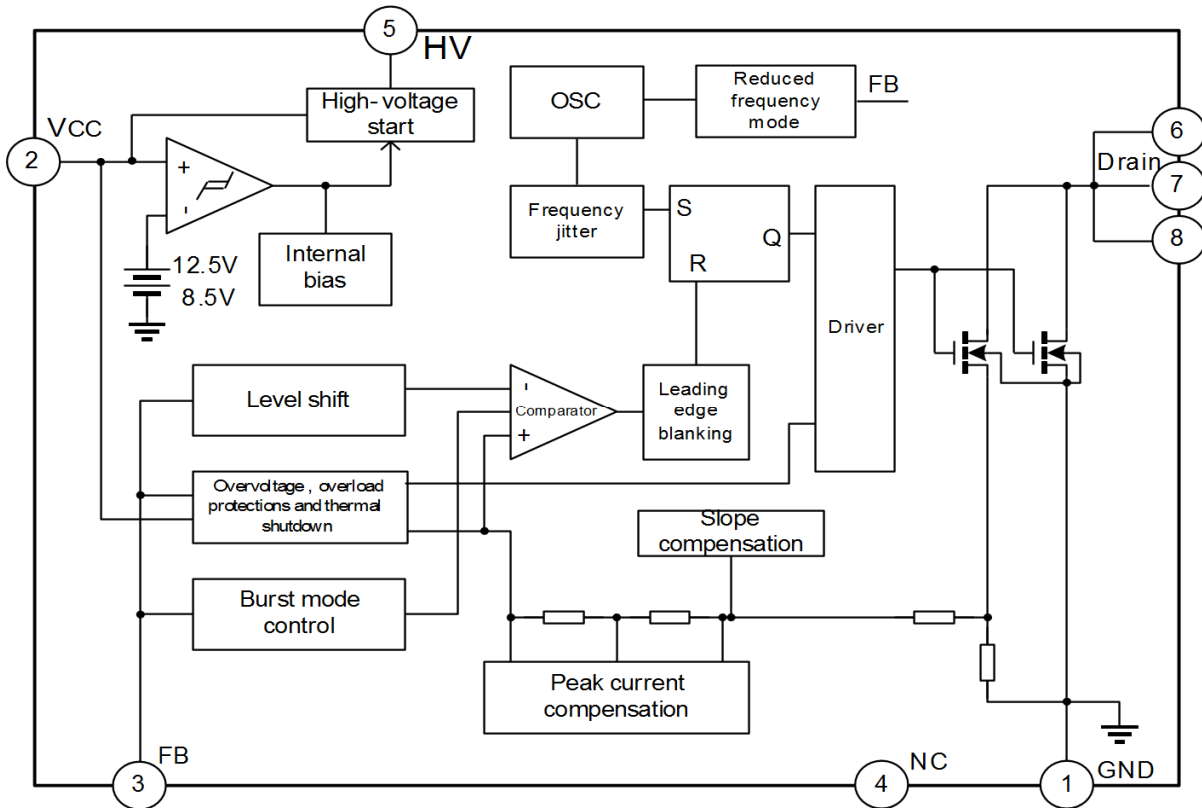 5
HV
High-voltage
start
OSC
Reduced
frequency
mode
FB
VCC
2
+
-
12.5V
8.5V
Internal
bias
Frequency
jitter
S
R
Q
Driver
6
Drain
7
8
Level shift
-
Comparator
+
Leading
edge
blanking
Overvoltage , overload
protections and thermal
shutdown
Slope
compensation
Burst mode
control
Peak current
compensation
3
FB
4
NC
1
GND